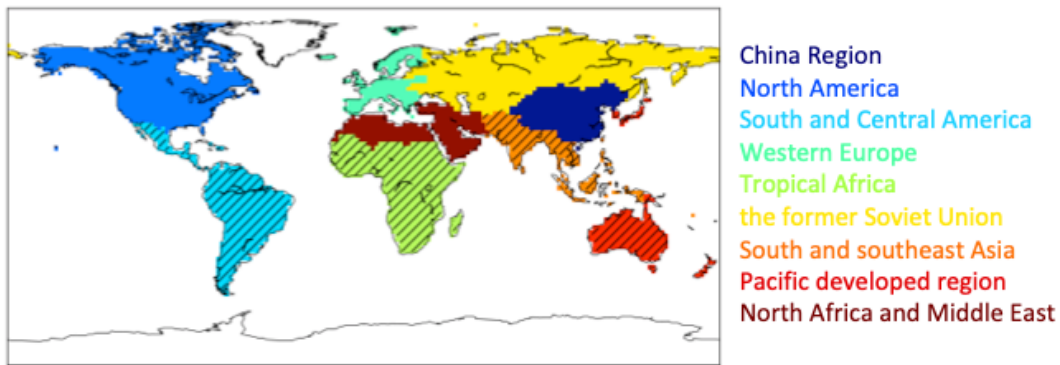 China Region
North America
South and Central America
Western Europe
Tropical Africa
the former Soviet Union
South and southeast Asia
Pacific developed region
North Africa and Middle East